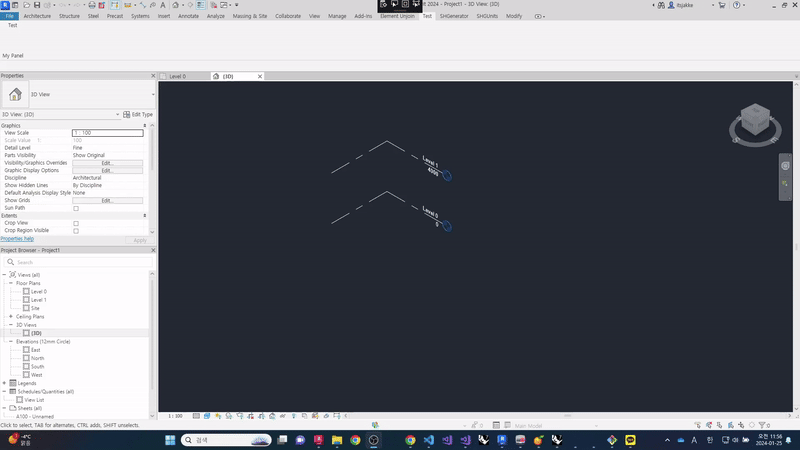 R
it 2024 - Project1 - 3D View: {3D}
itsjakke
File Architecture Structure Steel Precast Systems Insert Annotate Analyze Massing & Site Collaborate View Manage Add-Ins Element Unjoin Test SHGenerator SHGUnits Modify
Test
My Panel
Properties
Level 0
{3D}
3D View
3D View: {3D}
Edit Type
Graphics
View Scale 1 : 100
Scale Value 1: 100
Detail Level Fine
Parts Visibility Show Original
Visibility/Graphics Overrides Edit...
Graphic Display Options Edit...
Discipline Architectural
Show Hidden Lines By Discipline
Default Analysis Display Style None
Show Grids Edit...
Sun Path
Extents
Crop View
Crop Region Visible
Properties help
Apply
Project Browser - Project1
Search
Views (all)
Floor Plans
Level 0
Level 1
Site
Ceiling Plans
3D Views
{3D}
Elevations (12mm Circle)
East
North
South
West
Legends
Schedules/Quantities (all)
View List
Sheets (all)
A100 - Unnamed
Level 1
Level 0
1 : 100
Click to select, TAB for alternates, CTRL adds, SHIFT unselects.
Main Model
:0
-4°C
맑음
검색
A
한
오전 11:56
2024-01-25